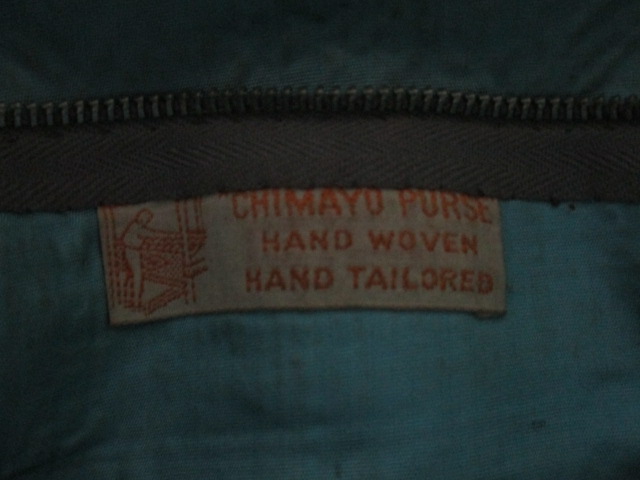 CHIMAYO PURSE
HAND WOVEN
HAND TAILORED